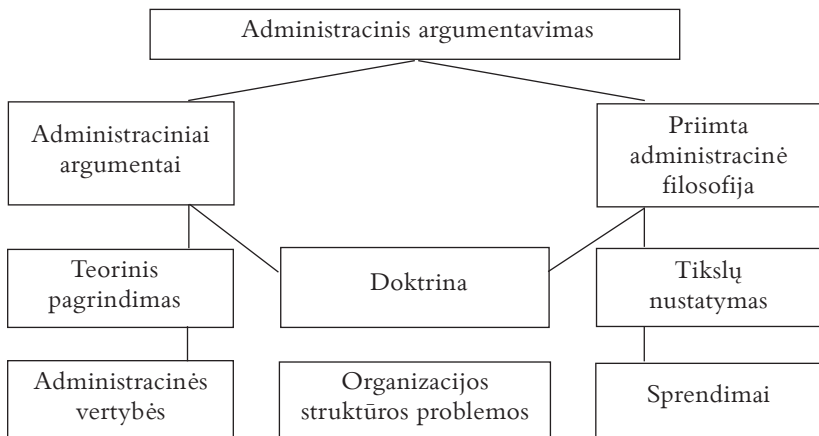 Administracinis argumentavimas
Administraciniai
argumentai
Priimta
administracinė
filosofija
Teorinis
pagrindimas
Doktrina
Tikslų
nustatymas
Administracinės
vertybės
Organizacijos
struktūros problemos
Sprendimai